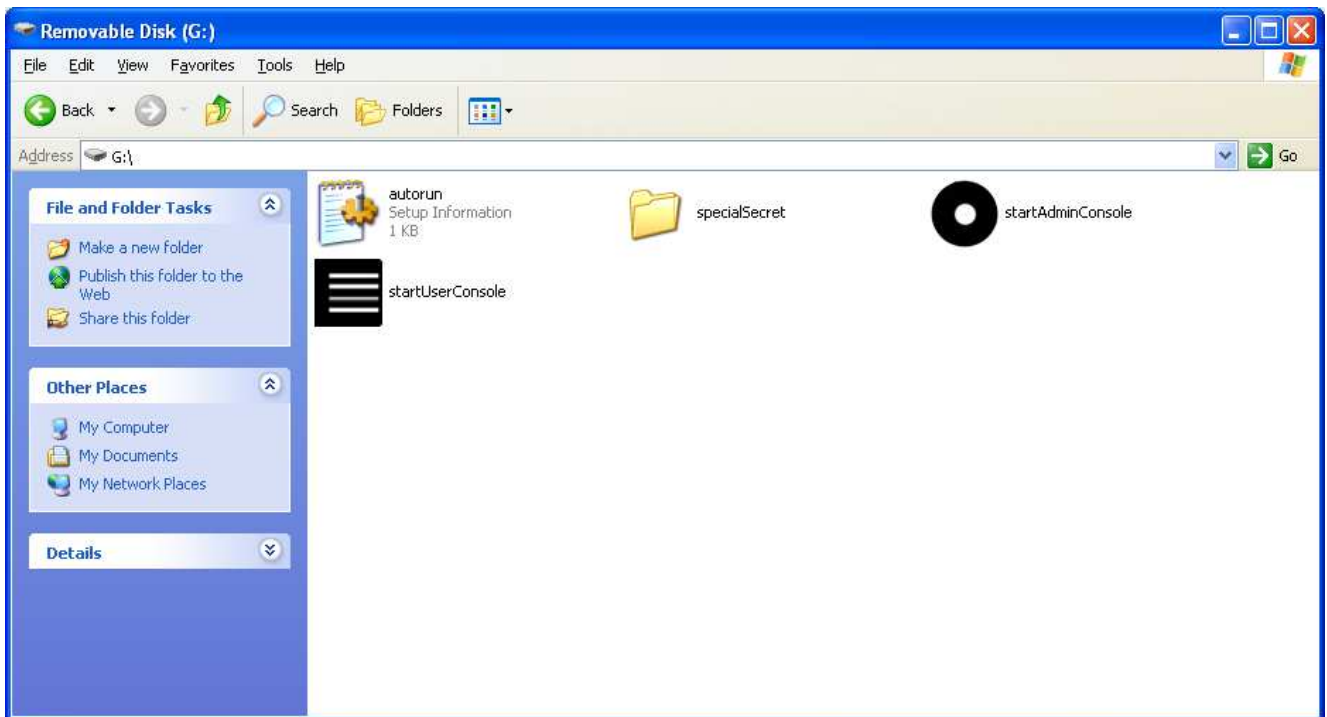 Removable Disk (G:)
File Edit View Favorites Tools Help
Back Search Folders
Address G:\ Go
File and Folder Tasks
Make a new folder
Publish this folder to the
Web
Share this folder
Other Places
My Computer
My Documents
My Network Places
Details
autorun
Setup Information
1 KB
specialSecret
startAdminConsole
startUserConsole